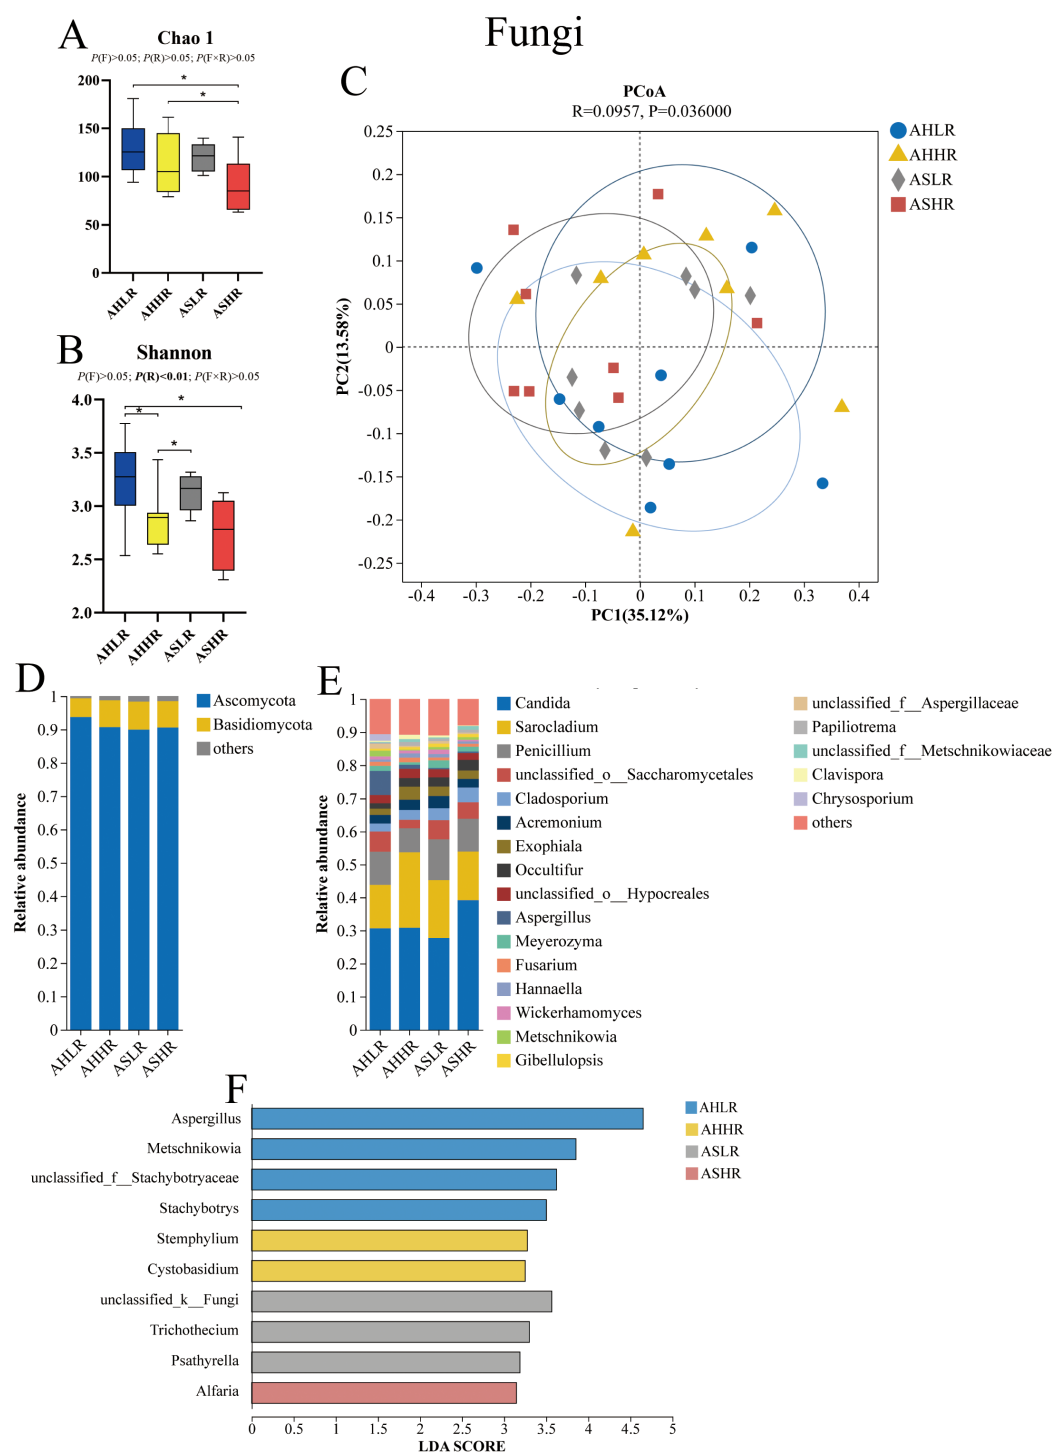 Fungi
A
Chao 1
P(F)>0.05; P(R)>0.05; P(F×R)>0.05
*
*
200
150
100
50
0
AHLR
AHHR
ASLR
ASHR
B
Shannon
P(F)>0.05; P(R)<0.01; P(F×R)>0.05
*
*
*
4.0
3.5
3.0
2.5
2.0
AHLR
AHHR
ASLR
ASHR
C
PCoA
R=0.0957, P=0.036000
AHLR
AHHR
ASLR
ASHR
PC2(13.58%)
0.25
0.2
0.15
0.1
0.05
0
-0.05
-0.1
-0.15
-0.2
-0.25
-0.4
-0.3
-0.2
-0.1
0
0.1
0.2
0.3
0.4
PC1(35.12%)
D
Relative abundance
1
0.9
0.8
0.7
0.6
0.5
0.4
0.3
0.2
0.1
0
AHLR
AHHR
ASLR
ASHR
Ascomycota
Basidiomycota
others
E
Relative abundance
1
0.9
0.8
0.7
0.6
0.5
0.4
0.3
0.2
0.1
0
AHLR
AHHR
ASLR
ASHR
Candida
Sarocladium
Penicillium
unclassified_o__Saccharomycetales
Cladosporium
Acremonium
Exophiala
Occultifur
unclassified_o__Hypocreales
Aspergillus
Meyerozyma
Fusarium
Hannaella
Wickerhamomyces
Metschnikowia
Gibellulopsis
unclassified_f__Aspergillaceae
Papiliotrema
unclassified_f__Metschnikowiaceae
Clavispora
Chrysosporium
others
F
Aspergillus
Metschnikowia
unclassified_f__Stachybotryaceae
Stachybotrys
Stemphylium
Cystobasidium
unclassified_k__Fungi
Trichothecium
Psathyrella
Alfaria
AHLR
AHHR
ASLR
ASHR
0
0.5
1
1.5
2
2.5
3
3.5
4
4.5
5
LDA SCORE